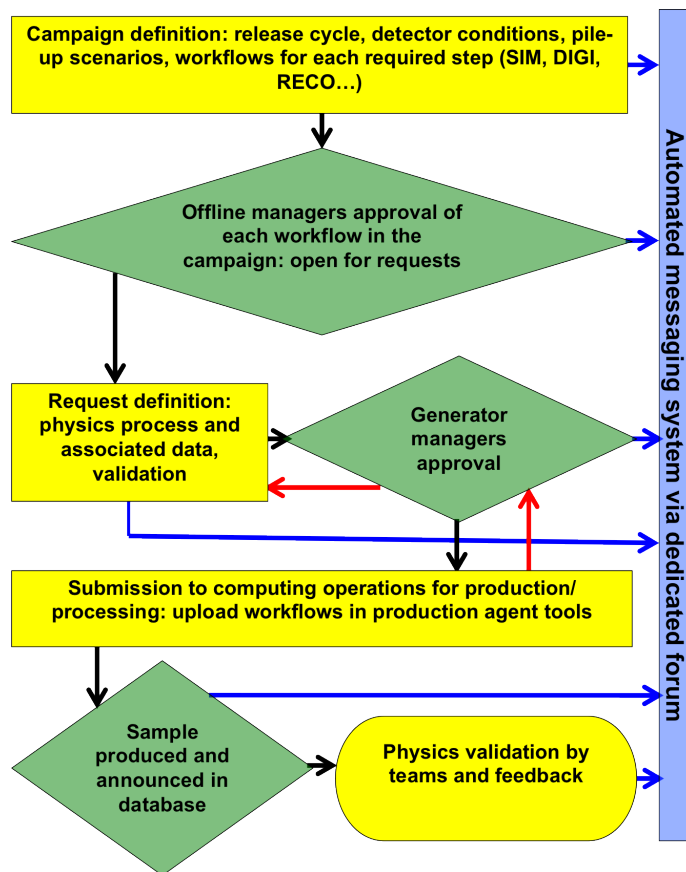 Campaign definition: release cycle, detector conditions, pile-
up scenarios, workflows for each required step (SIM, DIGI,
RECO…)
Offline managers approval of
each workflow in the
campaign: open for requests
Request definition:
physics process and
associated data,
validation
Generator
managers
approval
Submission to computing operations for production/
processing: upload workflows in production agent tools
Sample
produced and
announced in
database
Physics validation by
teams and feedback
Automated messaging system via dedicated forum